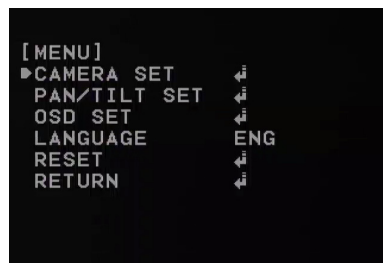 [MENU]
CAMERA SET
PAN/TILT SET
OSD SET
LANGUAGE ENG
RESET
RETURN